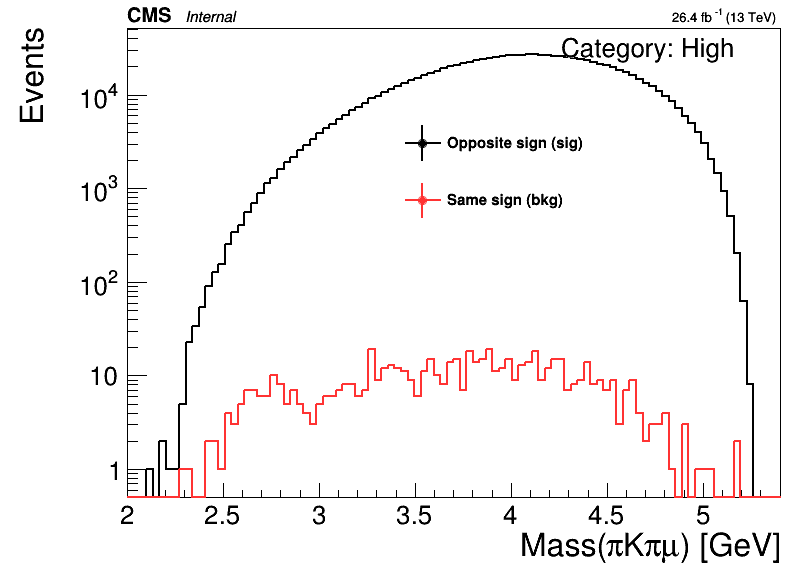 CMS Internal 26.4 fb⁻¹ (13 TeV)
Category: High
Events
10⁴
10³
10²
10
1
Opposite sign (sig)
Same sign (bkg)
2 2.5 3 3.5 4 4.5 5
Mass(πKπμ) [GeV]